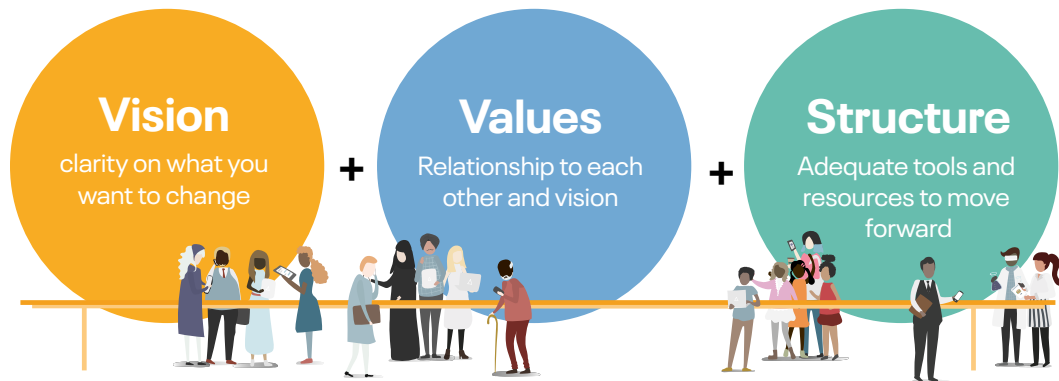 Vision
clarity on what you
want to change
+
Values
Relationship to each
other and vision
+
Structure
Adequate tools and
resources to move
forward